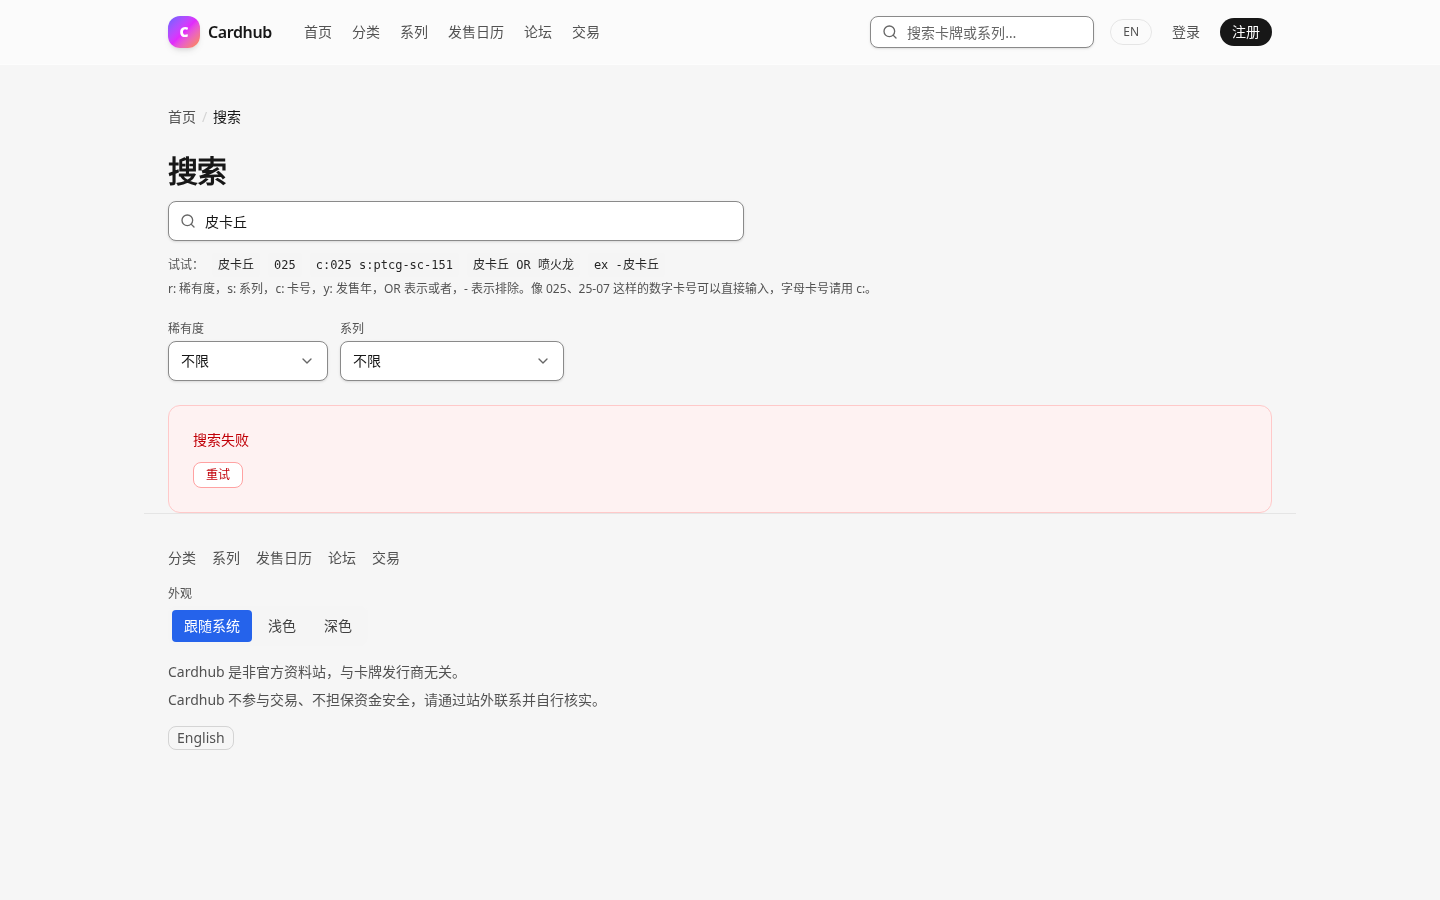 C Cardhub 首页 分类 系列 发售日历 论坛 交易 搜索卡牌或系列... EN 登录 注册
首页 / 搜索
搜索
皮卡丘
试试： 皮卡丘 025 c:025 s:ptcg-sc-151 皮卡丘 OR 喷火龙 ex -皮卡丘
r: 稀有度，s: 系列，c: 卡号，y: 发售年，OR 表示或者，- 表示排除。像 025、25-07 这样的数字卡号可以直接输入，字母卡号请用 c:。
稀有度 系列
不限 不限
搜索失败
重试
分类 系列 发售日历 论坛 交易
外观
跟随系统 浅色 深色
Cardhub 是非官方资料站，与卡牌发行商无关。
Cardhub 不参与交易、不担保资金安全，请通过站外联系并自行核实。
English